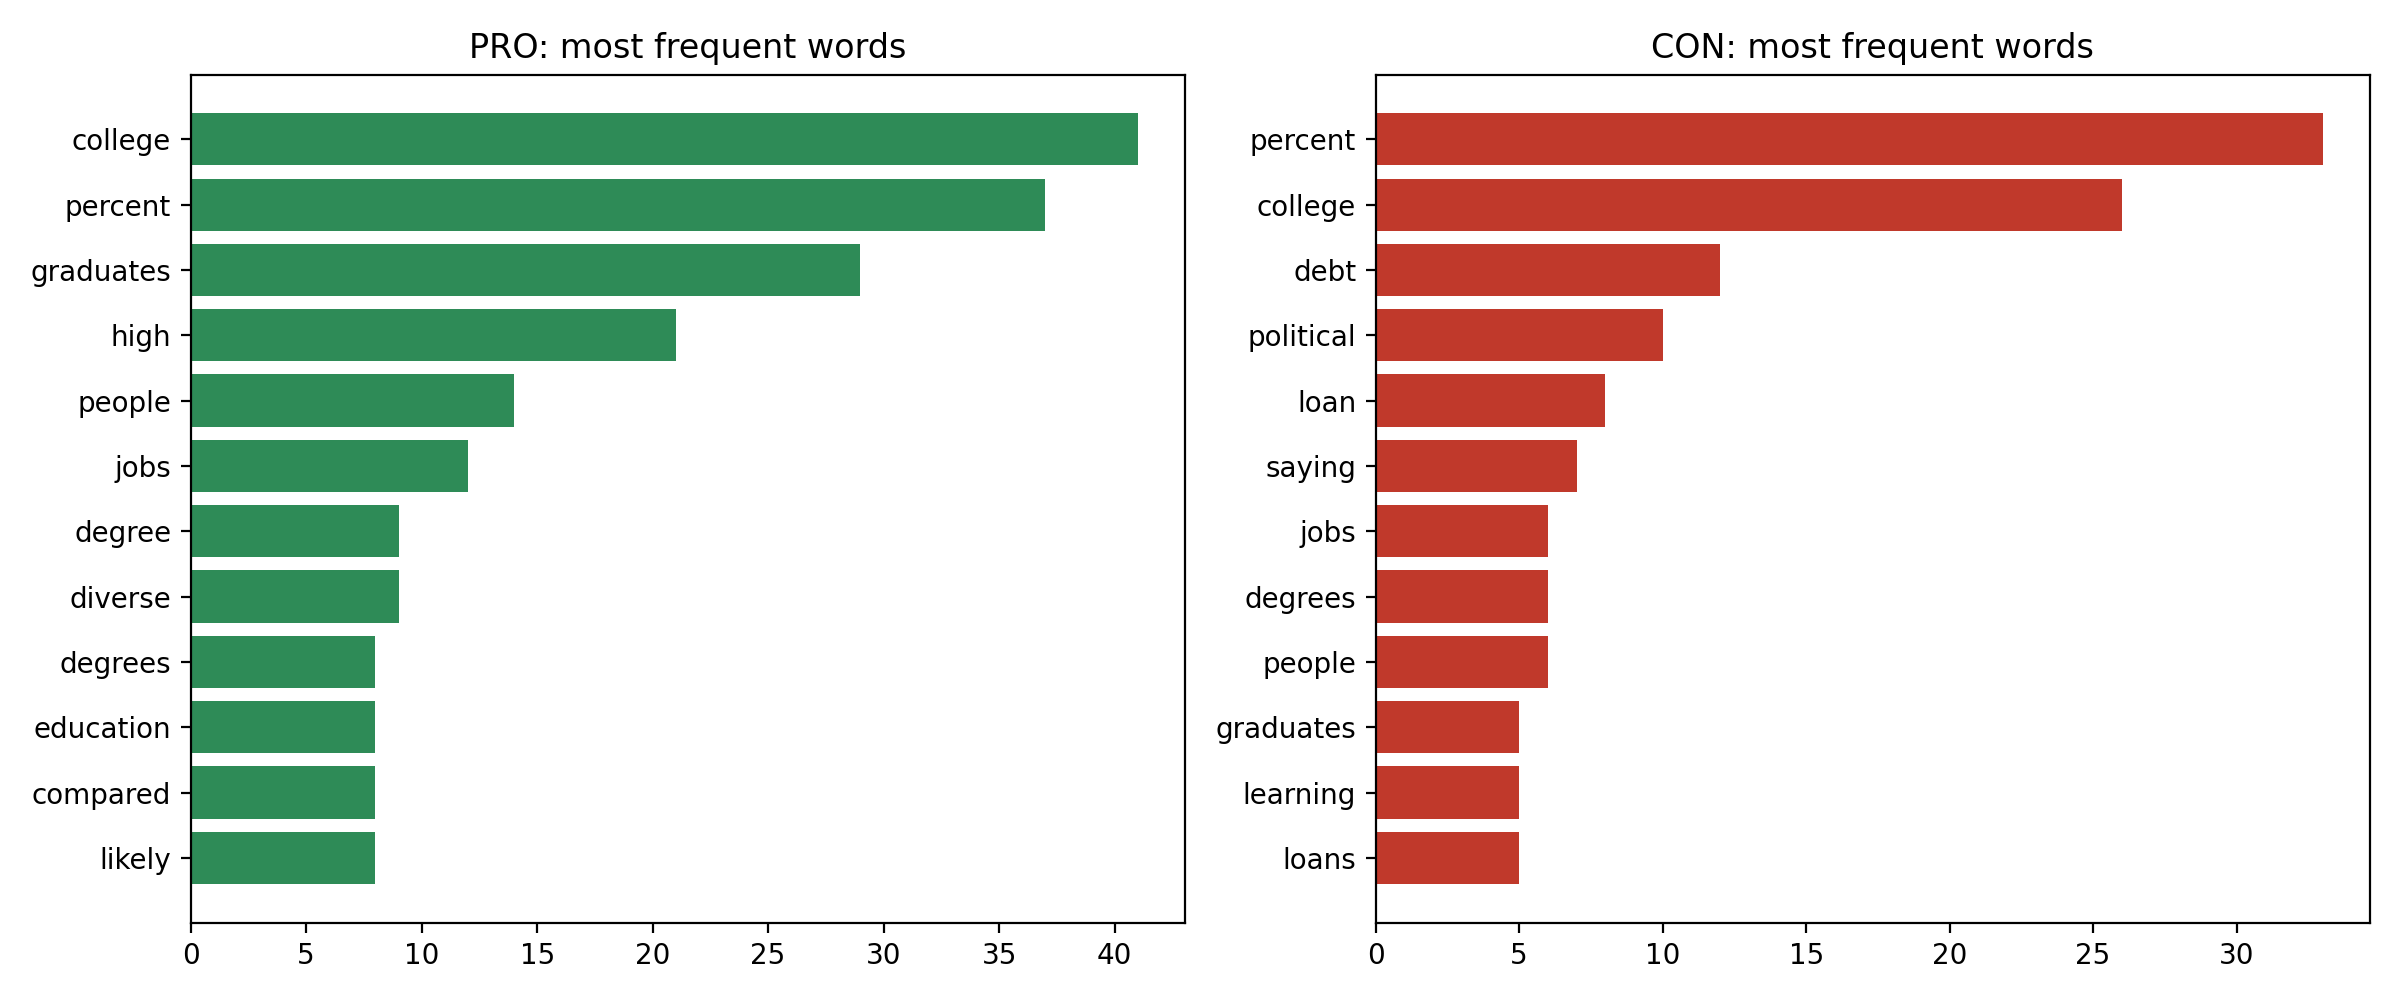 PRO: most frequent words
college
percent
graduates
high
people
jobs
degree
diverse
degrees
education
compared
likely
0 5 10 15 20 25 30 35 40
CON: most frequent words
percent
college
debt
political
loan
saying
jobs
degrees
people
graduates
learning
loans
0 5 10 15 20 25 30